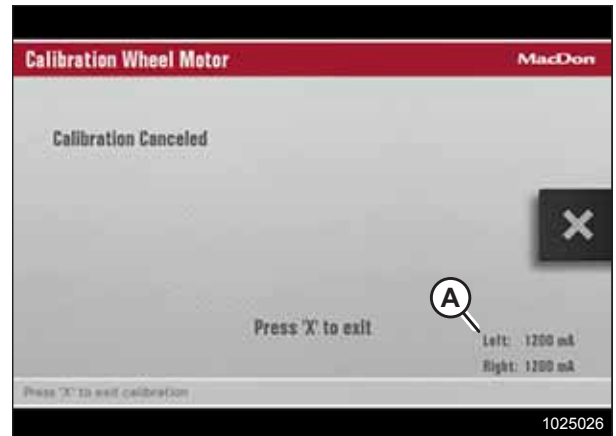 Calibration Wheel Motor MacDon
Calibration Canceled
A
Press 'X' to exit
Left: 1200 mA
Right: 1200 mA
Press 'X' to exit calibration
1025026